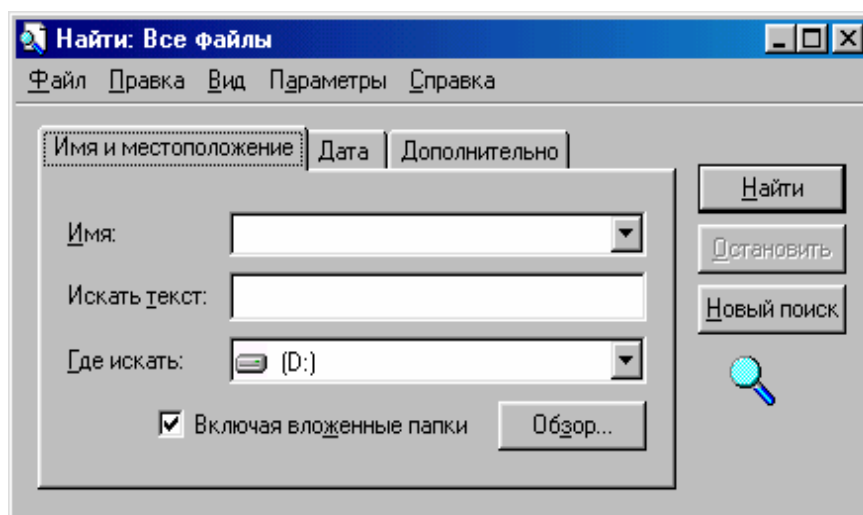 Найти: Все файлы
Файл Правка Вид Параметры Справка
Имя и местоположение Дата Дополнительно
Имя:
Искать текст:
Где искать: (D:)
Включая вложенные папки Обзор...
Найти
Остановить
Новый поиск